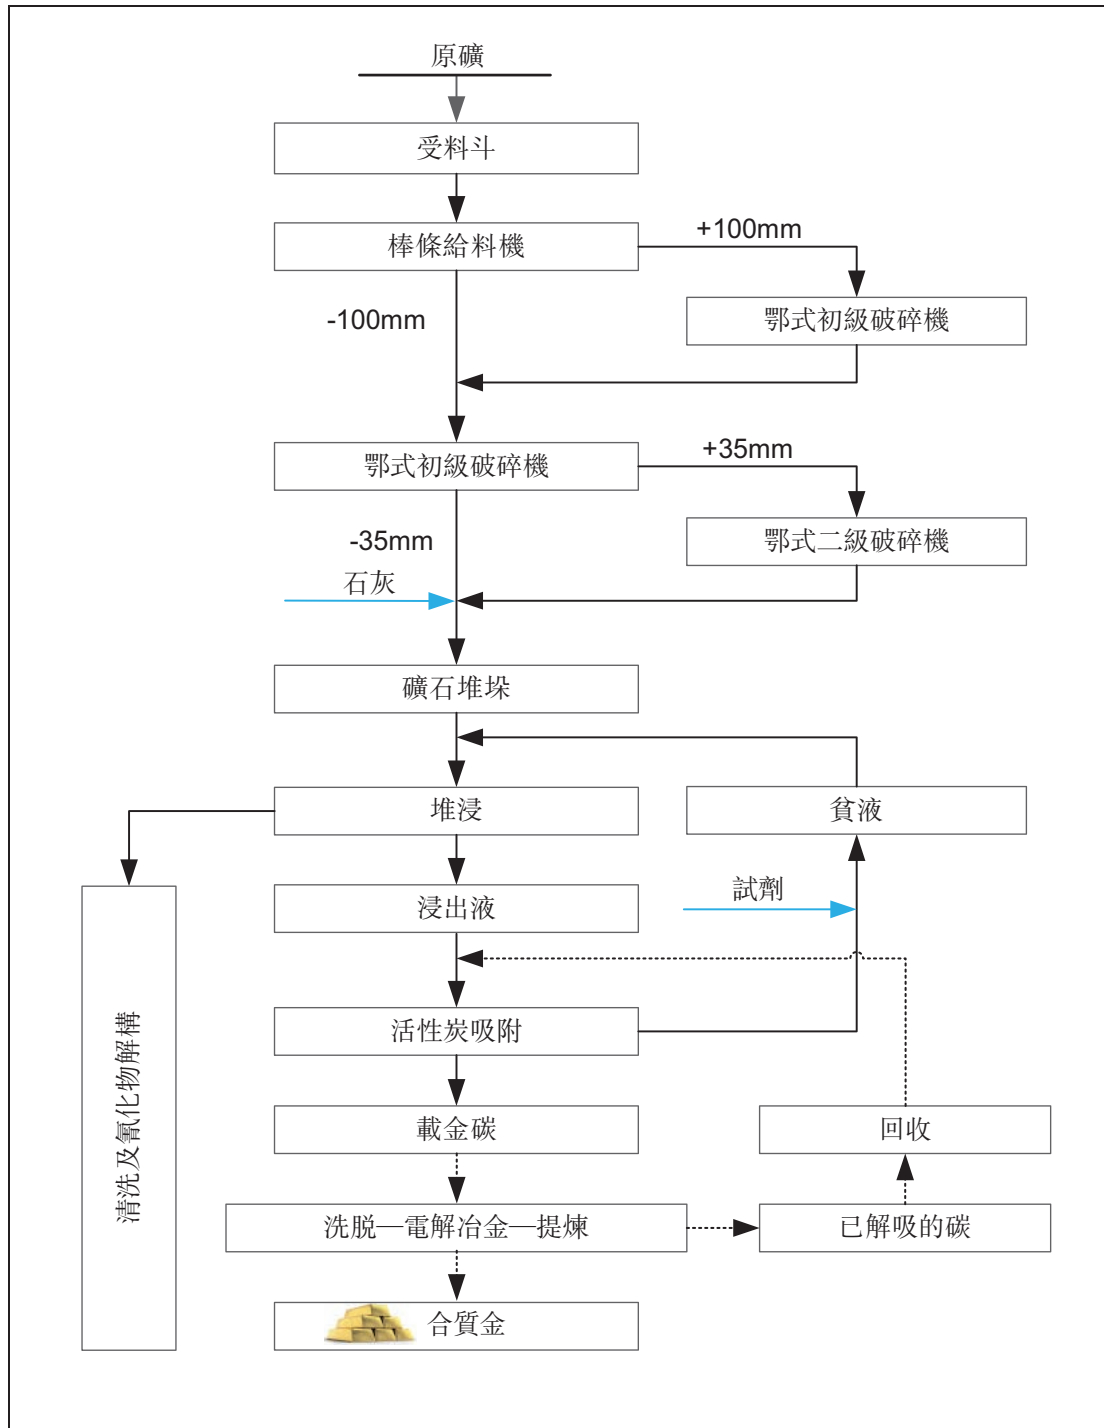 原礦
受料斗
棒條給料機
+100mm
-100mm
鄂式初級破碎機
鄂式初級破碎機
+35mm
-35mm
鄂式二級破碎機
石灰
礦石堆垛
堆浸
貧液
浸出液
試劑
活性炭吸附
清洗及氰化物解構
載金碳
回收
洗脱—電解冶金—提煉
已解吸的碳
合質金